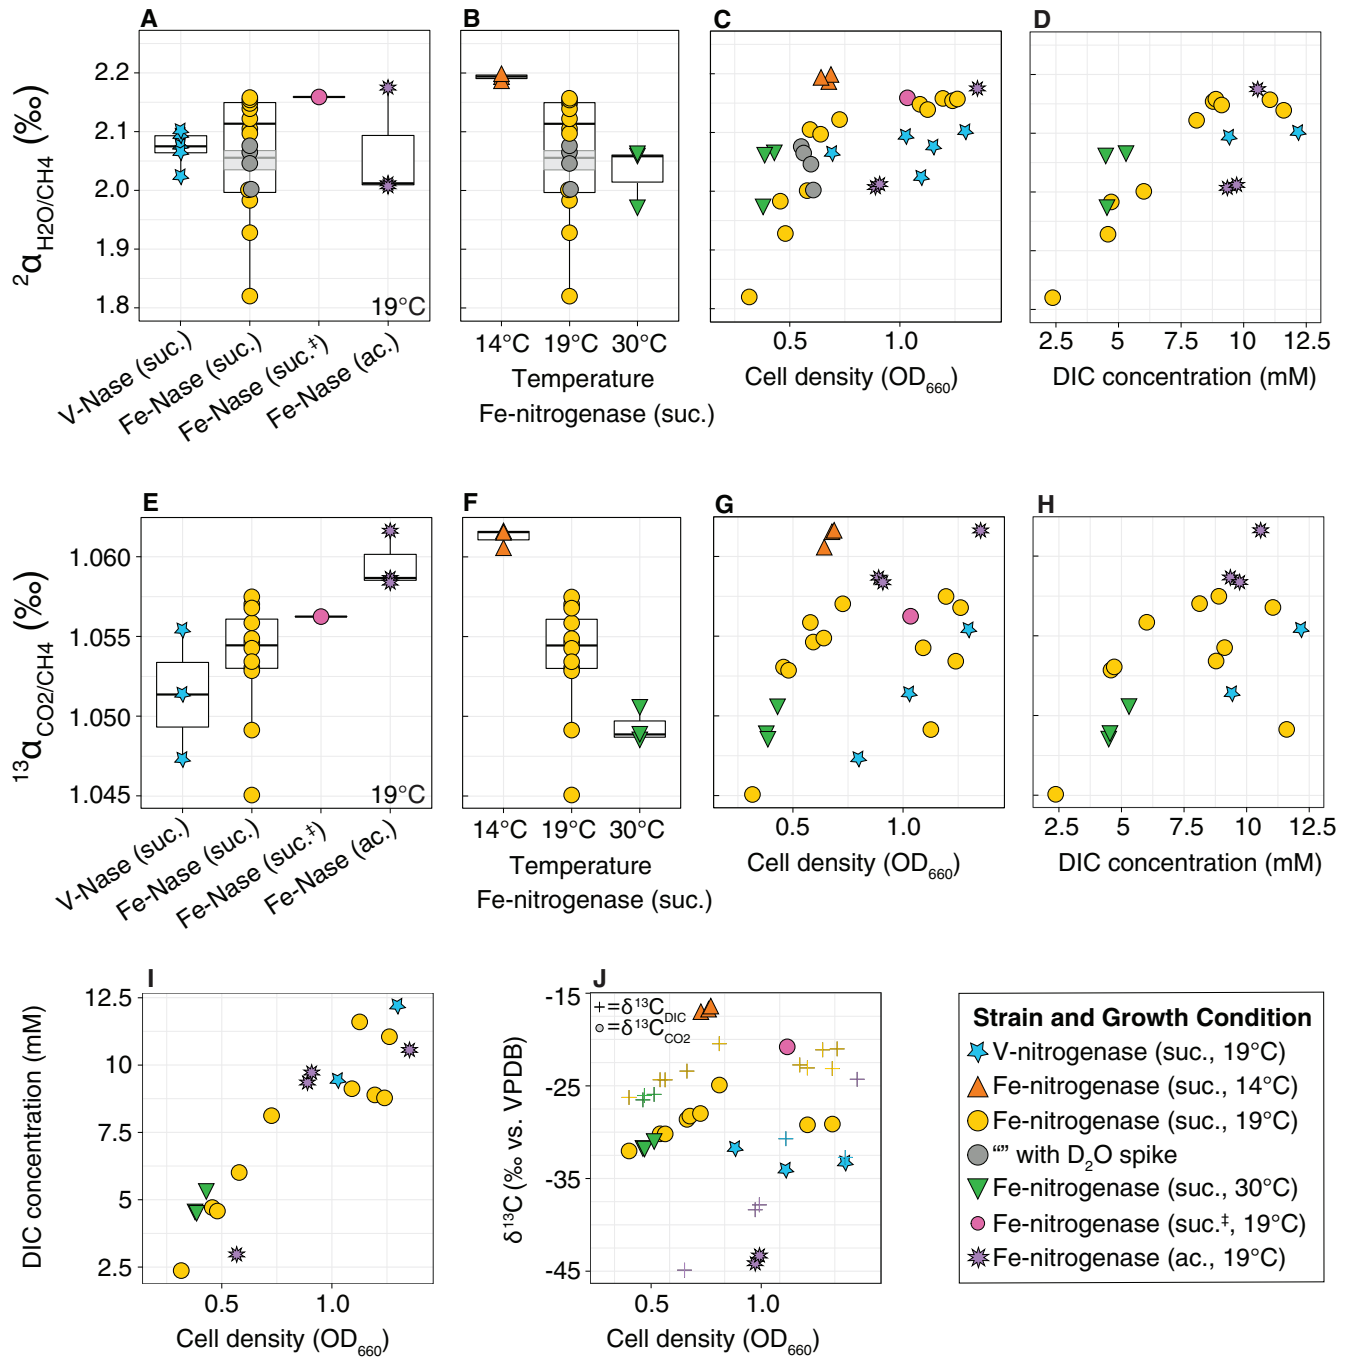 A
B
C
D
²αH2O/CH4 (‰)
2.2
2.1
2.0
1.9
1.8
19°C
V-Nase (suc.)
Fe-Nase (suc.)
Fe-Nase (suc.‡)
Fe-Nase (ac.)
14°C 19°C 30°C
Temperature
Fe-nitrogenase (suc.)
0.5 1.0
Cell density (OD660)
2.5 5 7.5 10 12.5
DIC concentration (mM)
E
F
G
H
¹³αCO2/CH4 (‰)
1.060
1.055
1.050
1.045
19°C
V-Nase (suc.)
Fe-Nase (suc.)
Fe-Nase (suc.‡)
Fe-Nase (ac.)
14°C 19°C 30°C
Temperature
Fe-nitrogenase (suc.)
0.5 1.0
Cell density (OD660)
2.5 5 7.5 10 12.5
DIC concentration (mM)
I
DIC concentration (mM)
12.5
10
7.5
5
2.5
0.5 1.0
Cell density (OD660)
J
δ¹³C (‰ vs. VPDB)
-15
-25
-35
-45
+=δ¹³CDIC
=δ¹³CCO2
0.5 1.0
Cell density (OD660)
Strain and Growth Condition
V-nitrogenase (suc., 19°C)
Fe-nitrogenase (suc., 14°C)
Fe-nitrogenase (suc., 19°C)
“” with D2O spike
Fe-nitrogenase (suc., 30°C)
Fe-nitrogenase (suc.‡, 19°C)
Fe-nitrogenase (ac., 19°C)